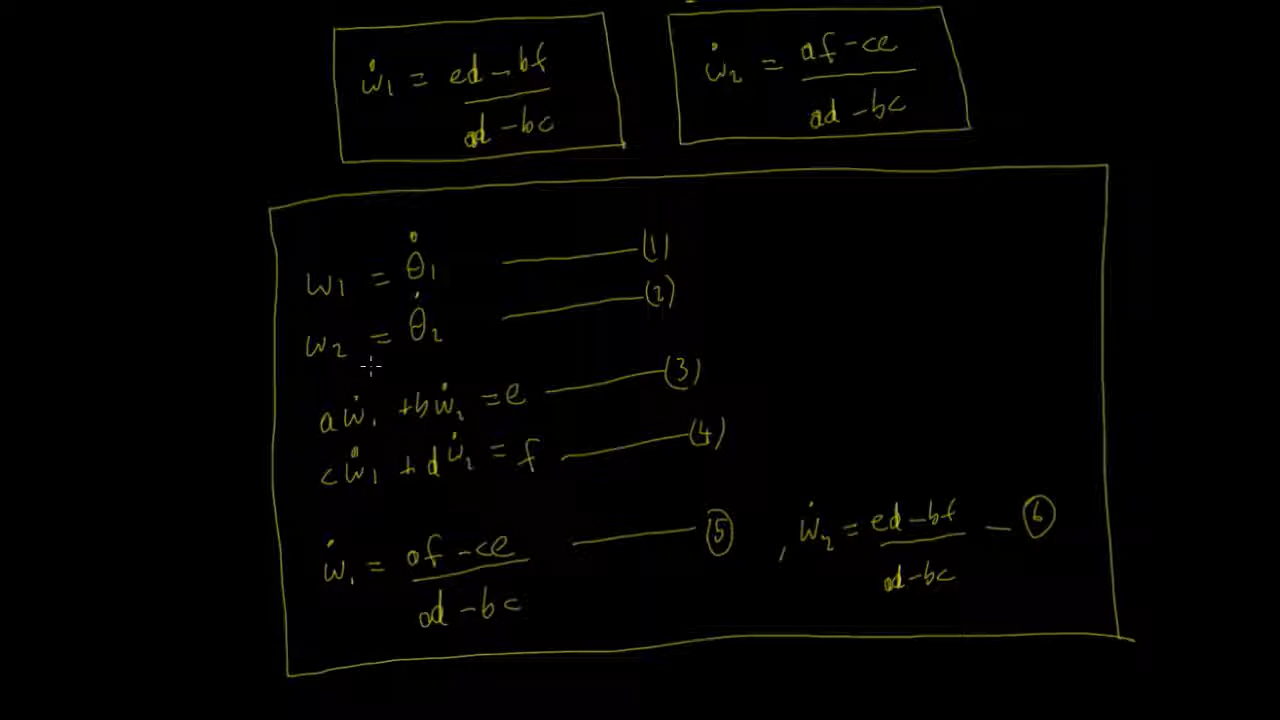 ẇ1 = (ed - bf)/(ad - bc)
ẇ2 = (af - ce)/(ad - bc)
w1 = θ̇1 —— (1)
w2 = θ̇2 —— (2)
aẇ1 + bẇ2 = e —— (3)
cẇ1 + dẇ2 = f —— (4)
ẇ1 = (af - ce)/(ad - bc) —— (5) , ẇ2 = (ed - bf)/(ad - bc) — (6)